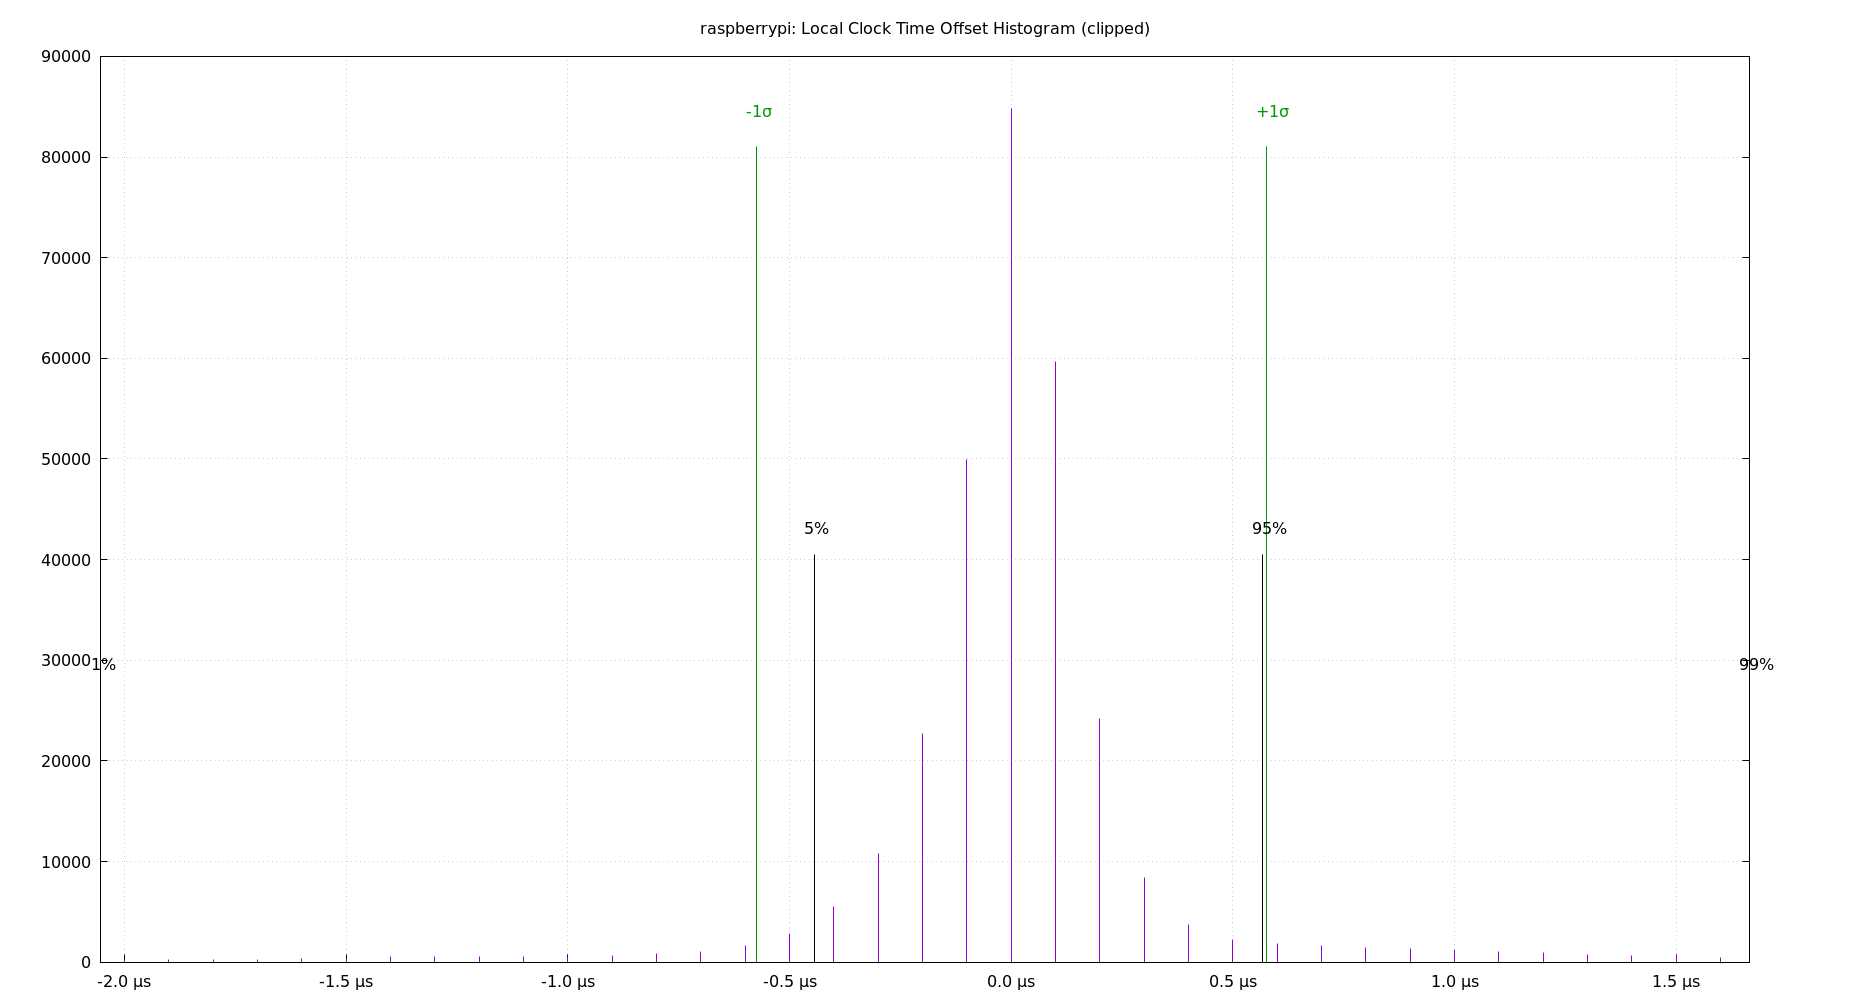 raspberrypi: Local Clock Time Offset Histogram (clipped)
90000
-1σ
+1σ
80000
70000
60000
50000
5%
95%
40000
30000
1%
99%
20000
10000
0
-2.0 µs
-1.5 µs
-1.0 µs
-0.5 µs
0.0 µs
0.5 µs
1.0 µs
1.5 µs